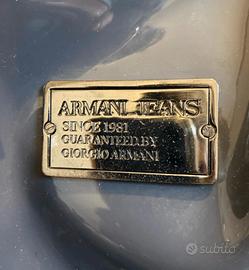 ARMANI JEANS
SINCE 1981
GUARANTEED BY
GIORGIO ARMANI
subito